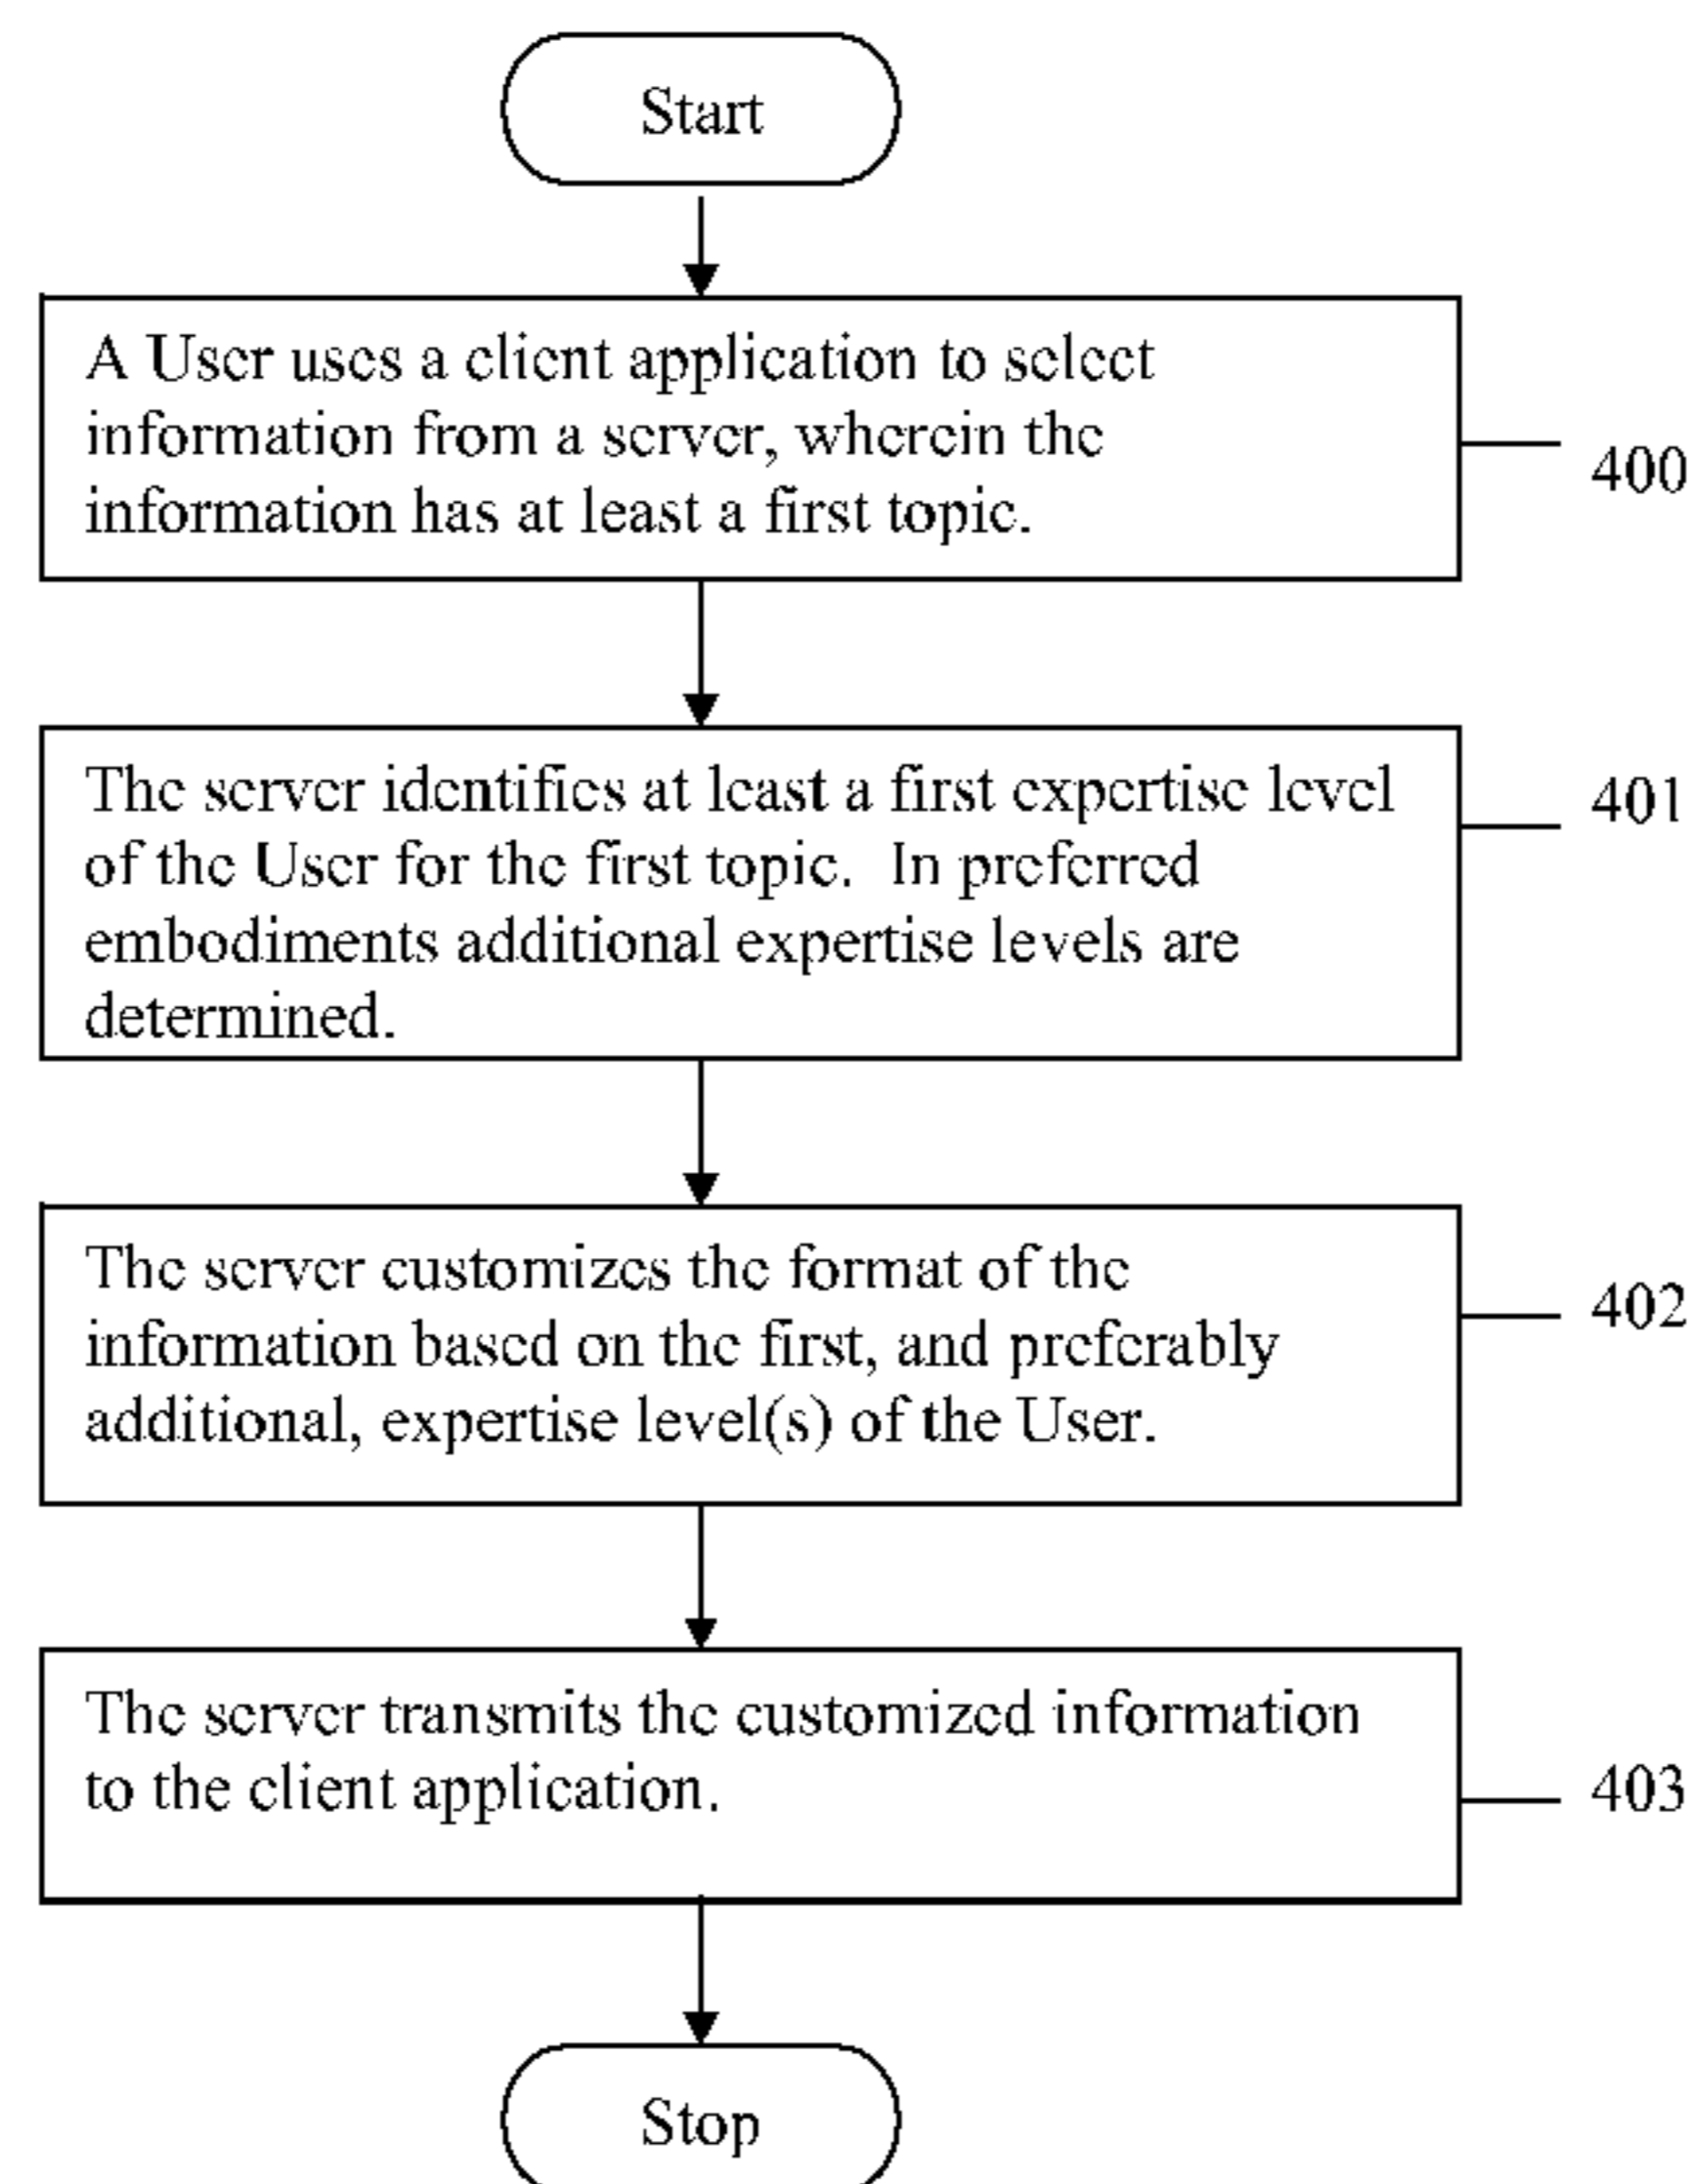 Start
A User uses a client application to select
information from a server, wherein the
information has at least a first topic.
400
The server identifies at least a first expertise level
of the User for the first topic. In preferred
embodiments additional expertise levels are
determined.
401
The server customizes the format of the
information based on the first, and preferably
additional, expertise level(s) of the User.
402
The server transmits the customized information
to the client application.
403
Stop